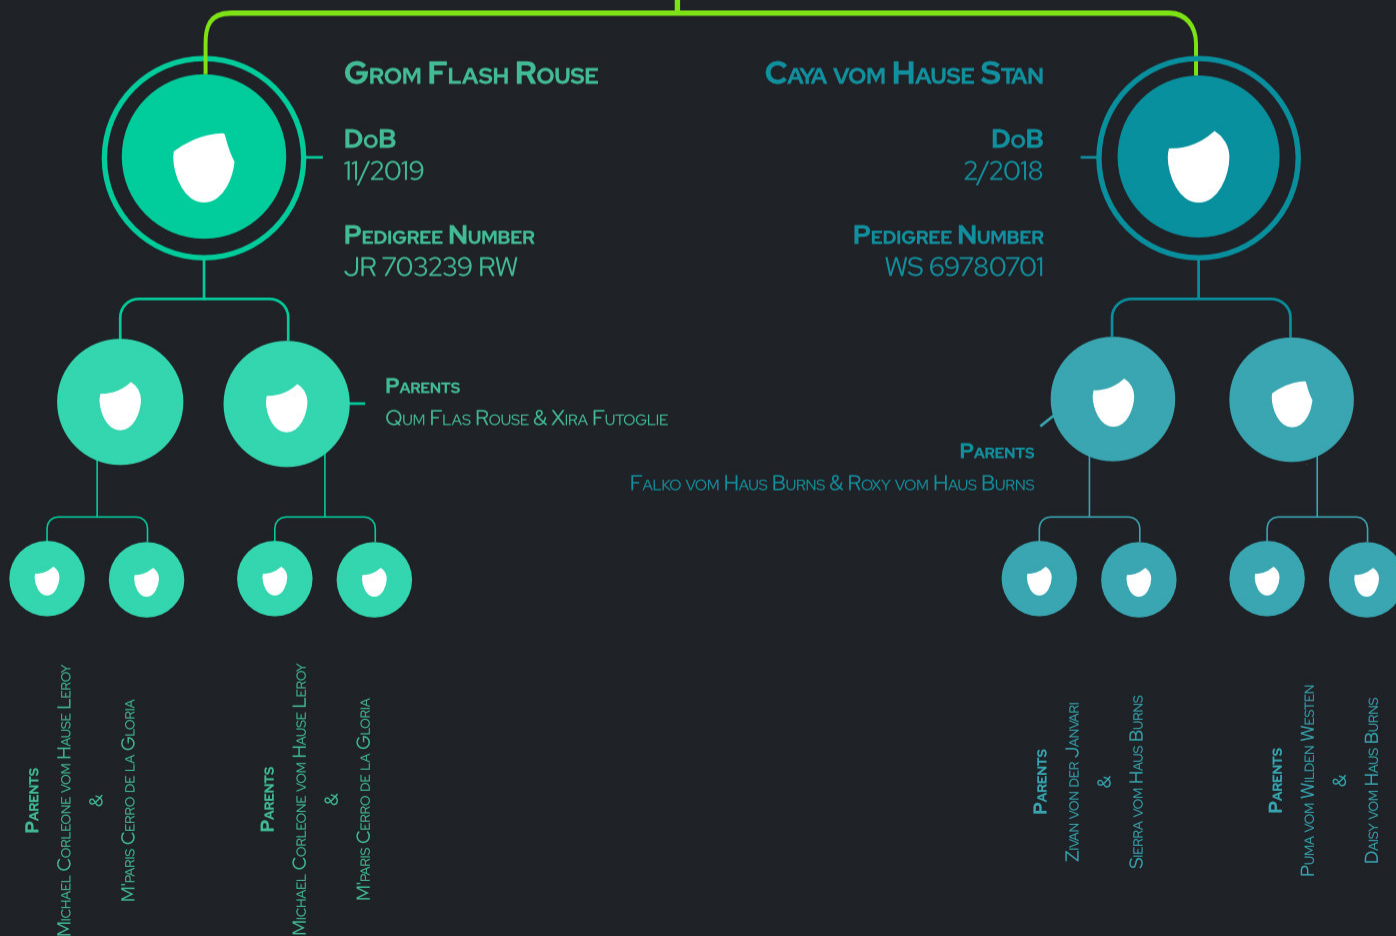 Grom Flash Rouse
DoB
11/2019
Pedigree Number
JR 703239 RW
Caya vom Hause Stan
DoB
2/2018
Pedigree Number
WS 69780701
Parents
Qum Flas Rouse & Xira Futoglie
Parents
Falko vom Haus Burns & Roxy vom Haus Burns
Parents
Michael Corleone vom Hause Leroy
&
M'paris Cerro de la Gloria
Parents
Michael Corleone vom Hause Leroy
&
M'paris Cerro de la Gloria
Parents
Zivan von der Janvari
&
Sierra vom Haus Burns
Parents
Puma vom Wilden Westen
&
Daisy vom Haus Burns